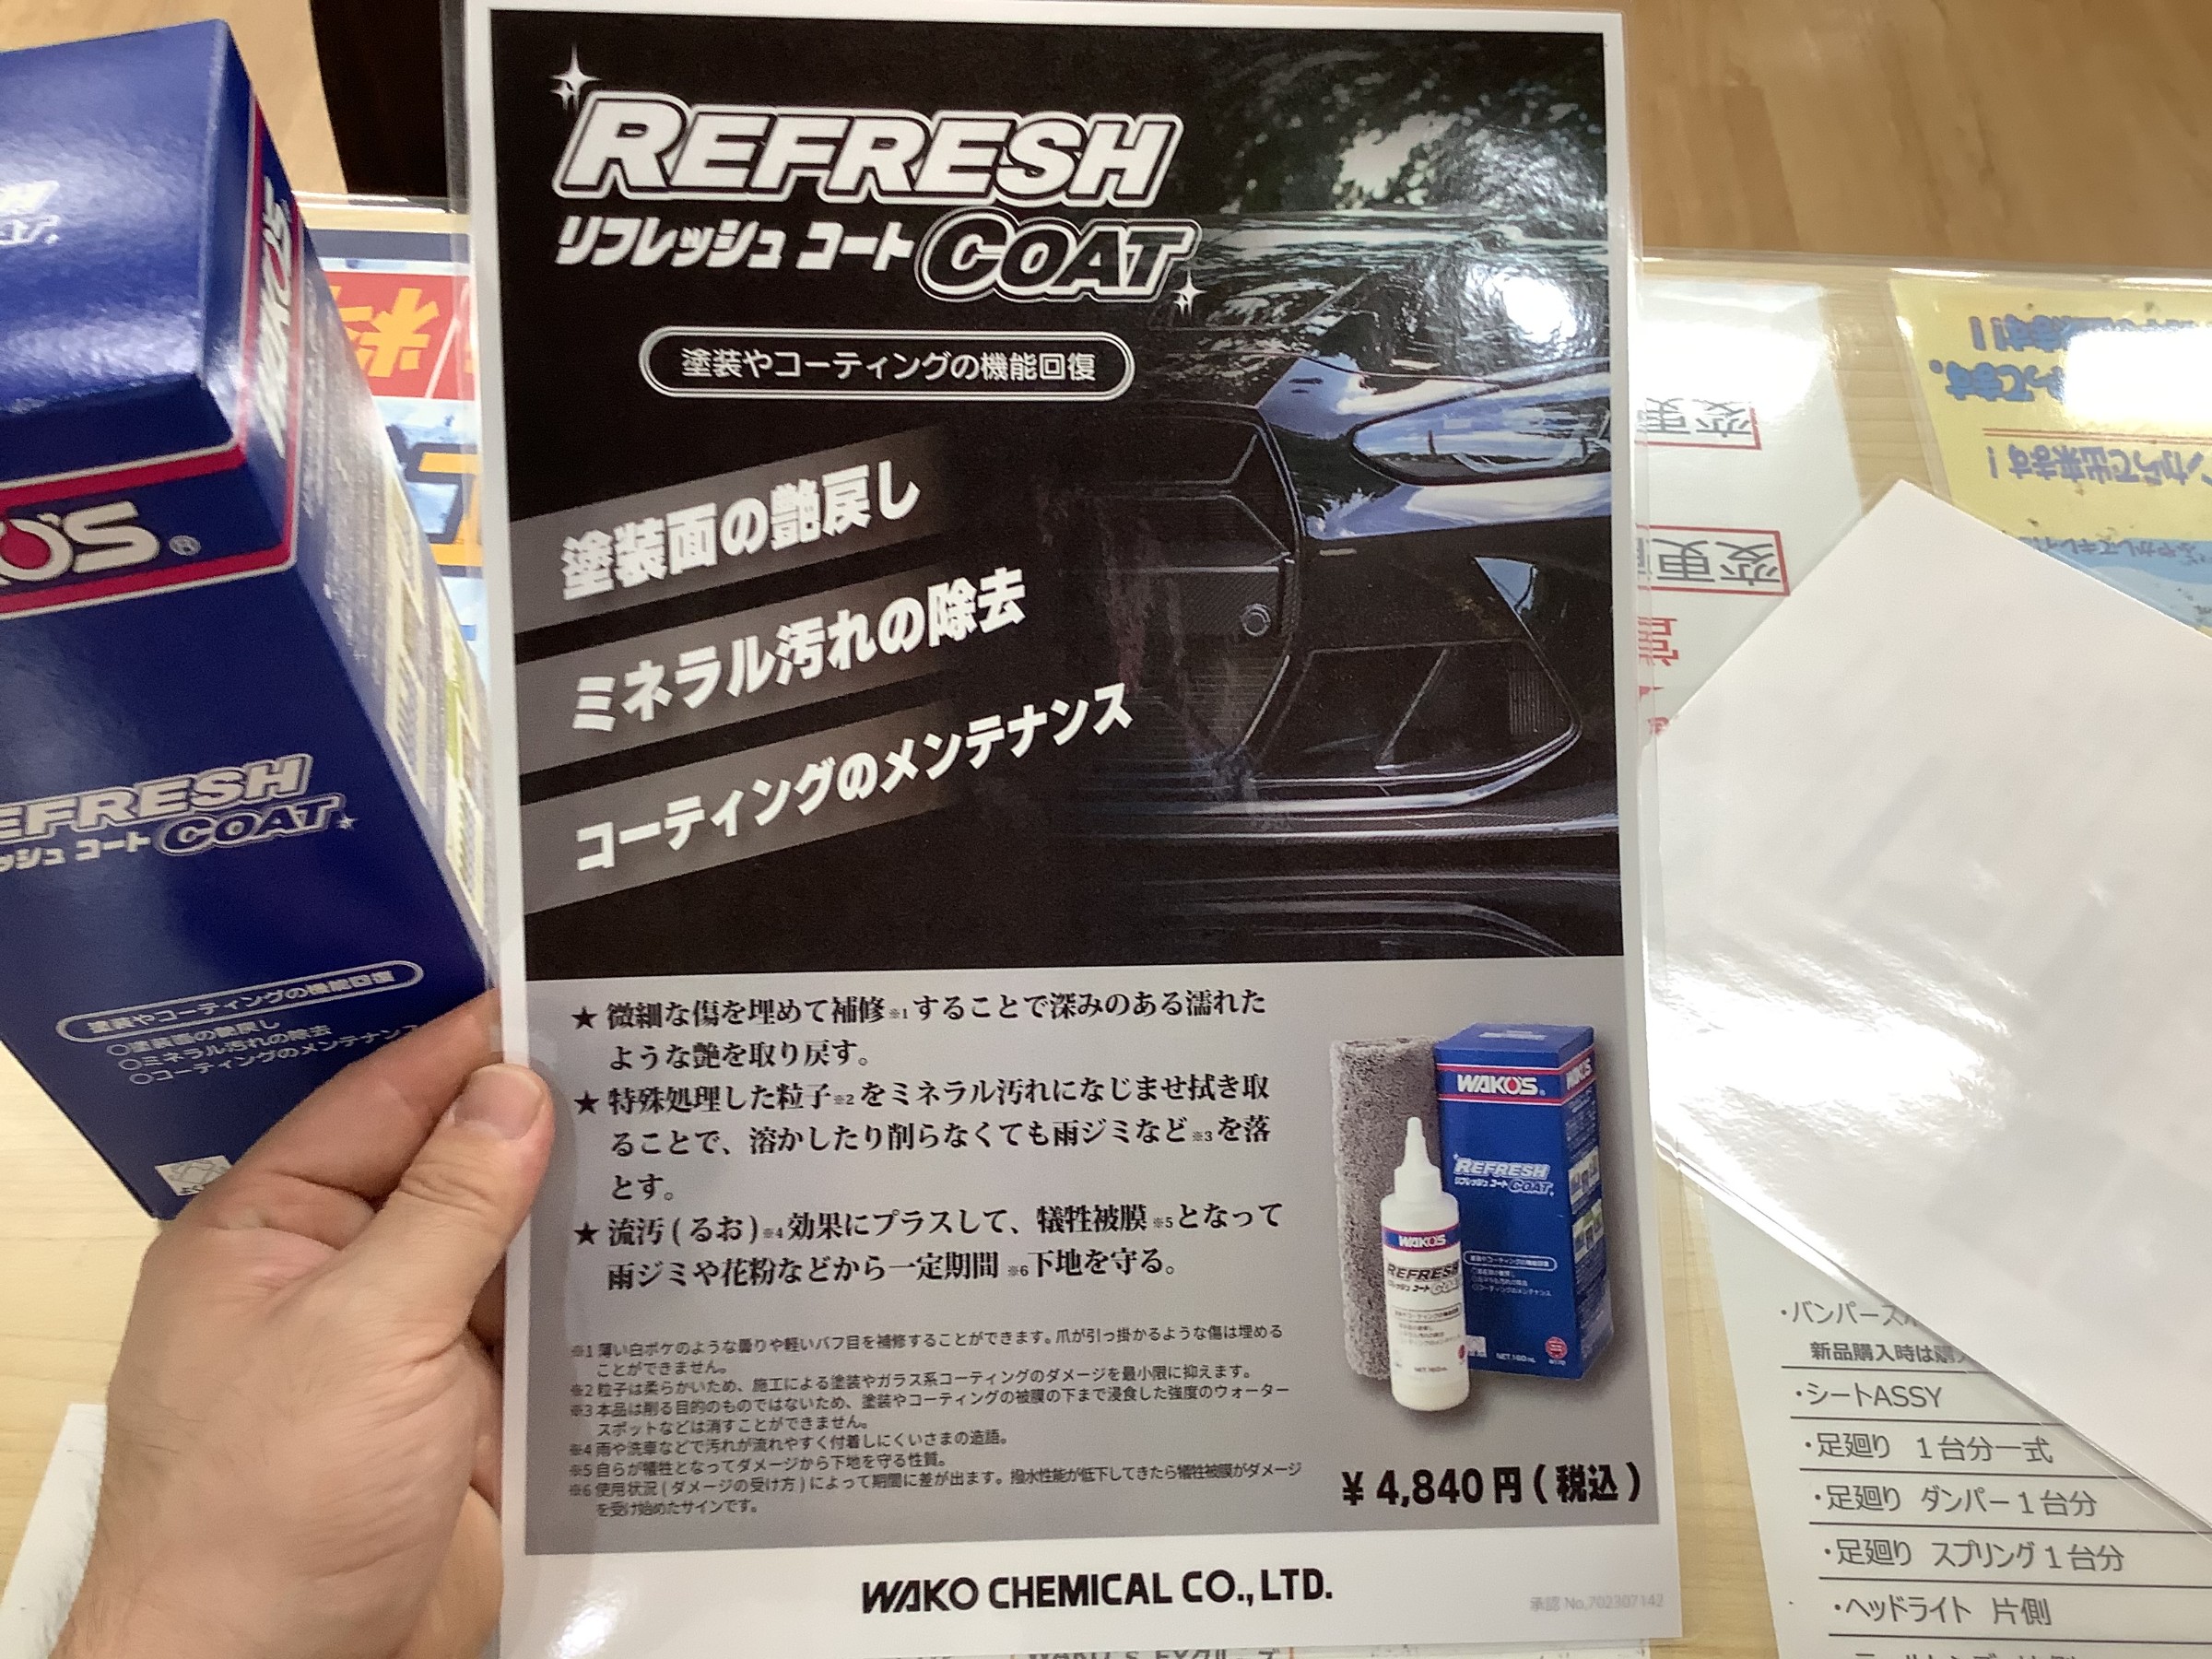 REFRESH
リフレッシュ コート COAT
塗装やコーティングの機能回復
塗装面の艶戻し
ミネラル汚れの除去
コーティングのメンテナンス
★ 微細な傷を埋めて補修※1することで深みのある濡れた
ような艶を取り戻す。
★ 特殊処理した粒子※2をミネラル汚れになじませ拭き取
ることで、溶かしたり削らなくても雨ジミなど※3を落
とす。
★ 流汚(るお)※4効果にプラスして、犠牲被膜※5となって
雨ジミや花粉などから一定期間※6下地を守る。
※1 薄い白ボケのような曇りや軽いバフ目を補修することができます。爪が引っ掛かるような傷は埋める
ことができません。
※2 粒子は柔らかいため、施工による塗装やガラス系コーティングのダメージを最小限に抑えます。
※3 本品は削る目的のものではないため、塗装やコーティングの被膜の下まで浸食した強度のウォーター
スポットなどは消すことができません。
※4 雨や洗車などで汚れが流れやすく付着しにくいさまの造語。
※5 自らが犠牲となってダメージから下地を守る性質。
※6 使用状況(ダメージの受け方)によって期間に差が出ます。撥水性能が低下してきたら犠牲被膜がダメージ
を受け始めたサインです。
¥4,840円(税込)
WAKO CHEMICAL CO.,LTD.
承認 No,702307142
WAKO'S
REFRESH
リフレッシュ コート COAT
NET.160mL
WAKO'S
REFRESH
COAT
WAKO'S
COAT
塗装やコーティングの機能回復
○塗装面の艶戻し
○ミネラル汚れの除去
○コーティングのメンテナンス
変更
変更
出来ます！
・シートASSY
・足廻り 1台分一式
・足廻り ダンパー1台分
・足廻り スプリング1台分
・ヘッドライト 片側
新品購入時は